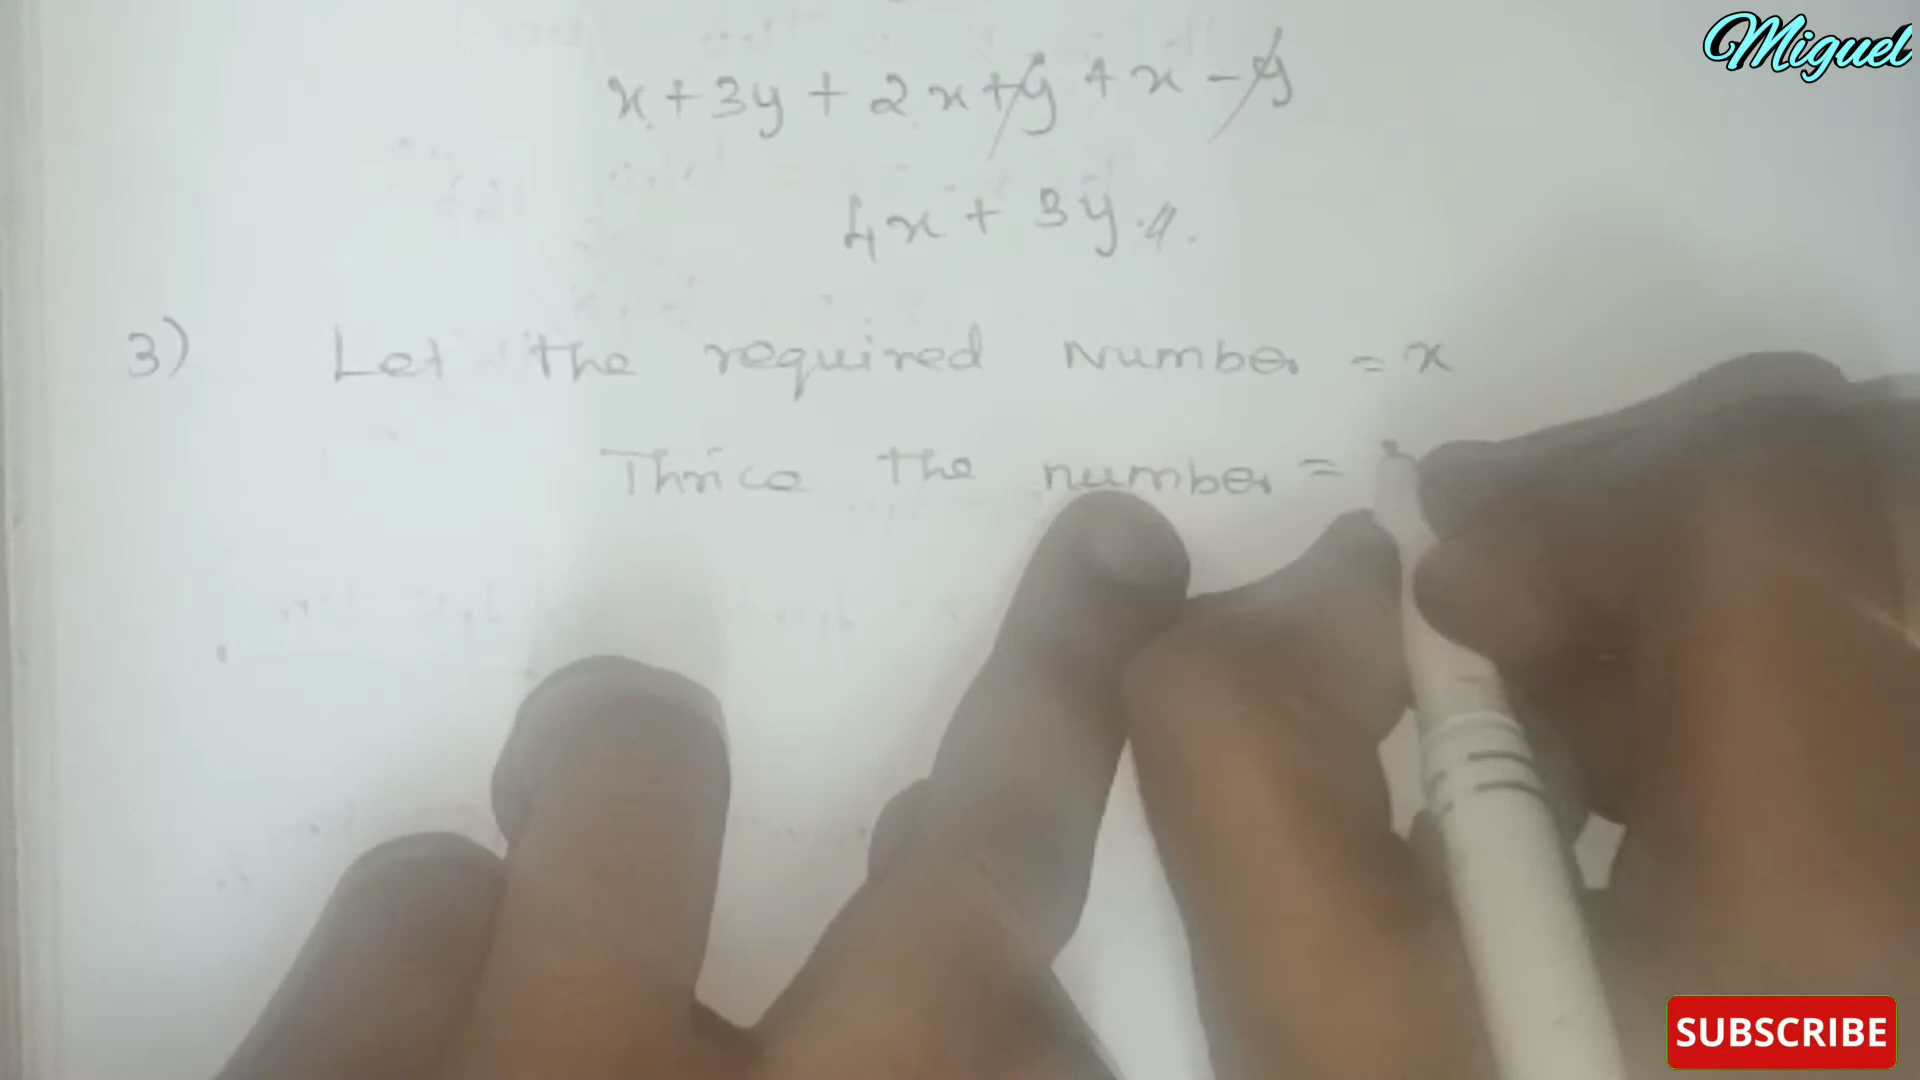 Miguel
x + 3y + 2x + y + x - y
4x + 3y.
3) Let the required Number = x
Thrice the number =
SUBSCRIBE